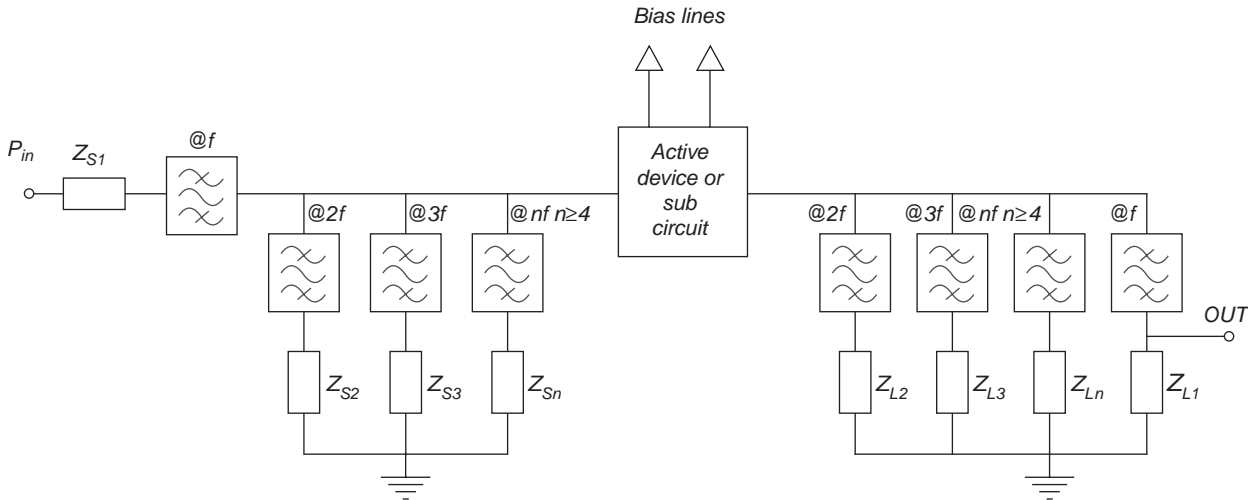 Bias lines
P_in
Z_S1
@f
Active
device or
sub
circuit
@2f
@3f
@nf n≥4
@2f
@3f
@nf n≥4
@f
OUT
Z_S2
Z_S3
Z_Sn
Z_L2
Z_L3
Z_Ln
Z_L1